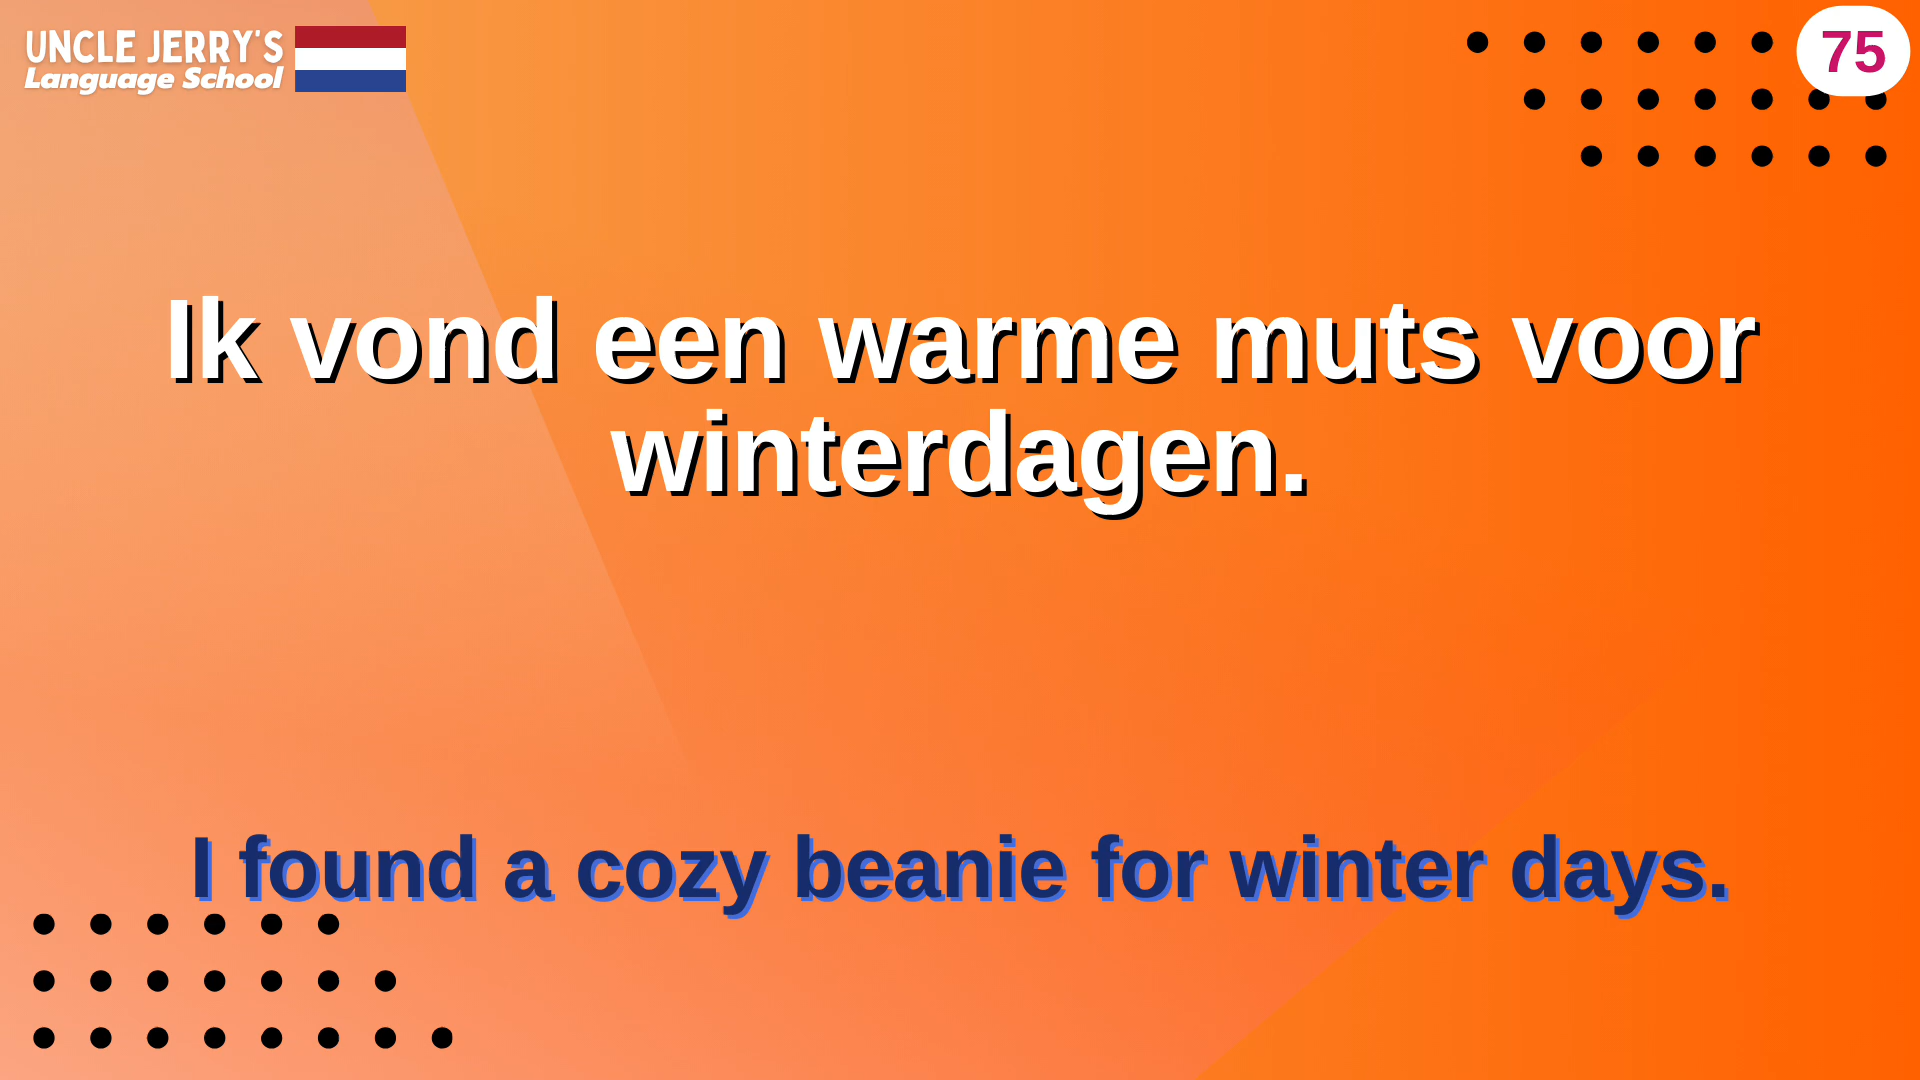 UNCLE JERRY'S
Language School
75
Ik vond een warme muts voor
winterdagen.
I found a cozy beanie for winter days.